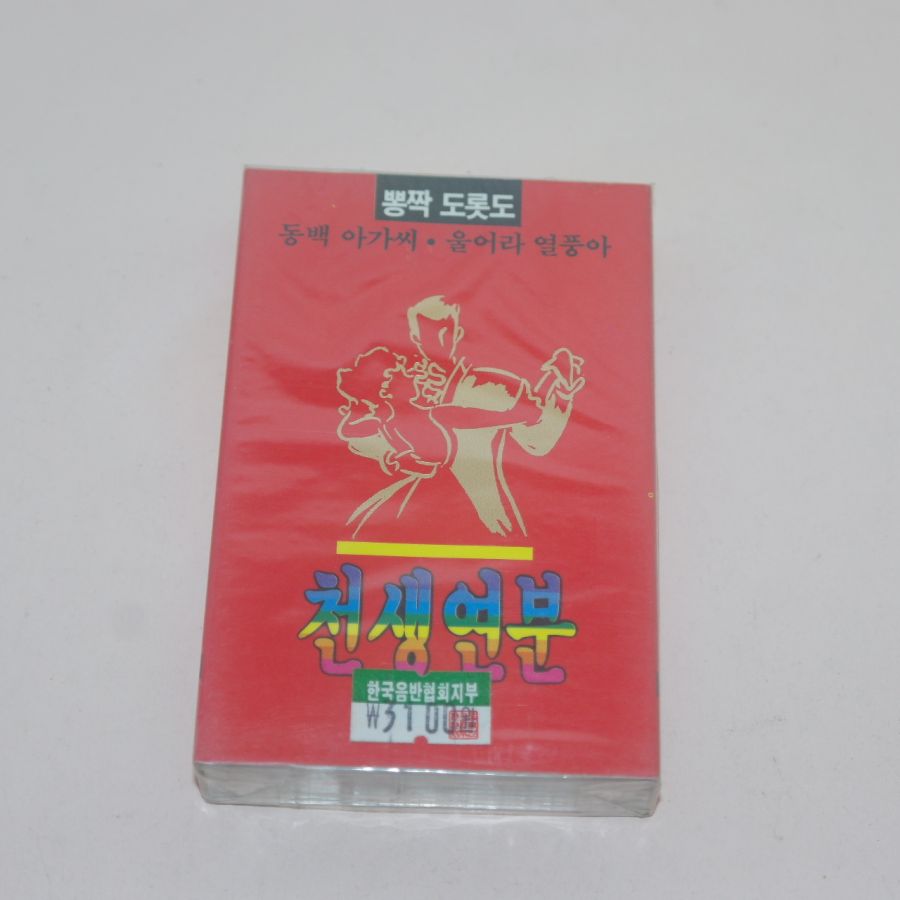 뽕짝 도롯도
동백 아가씨 • 울어라 열풍아
천생연분
한국음반협회지부
₩3100원